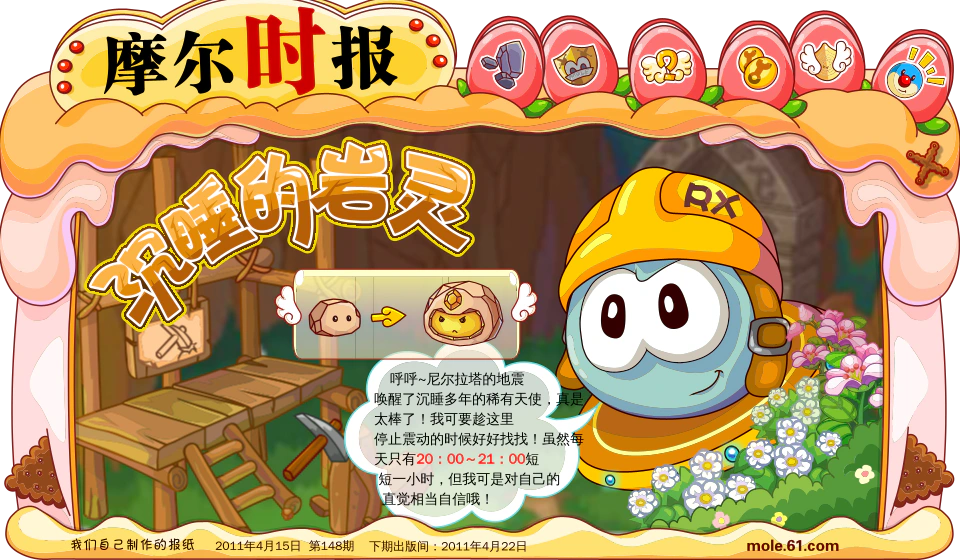 摩尔时报
沉睡的岩灵
RX
呼呼~尼尔拉塔的地震
唤醒了沉睡多年的稀有天使，真是
太棒了！我可要趁这里
停止震动的时候好好找找！虽然每
天只有20：00～21：00短
短一小时，但我可是对自己的
直觉相当自信哦！
我们自己制作的报纸 2011年4月15日 第148期 下期出版间：2011年4月22日 mole.61.com